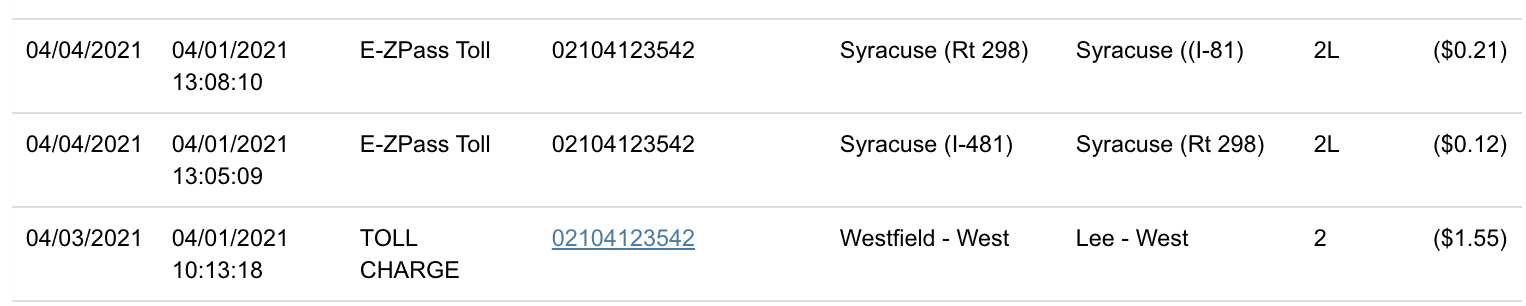 04/04/2021 04/01/2021 E-ZPass Toll 02104123542 Syracuse (Rt 298) Syracuse ((I-81) 2L ($0.21)
13:08:10
04/04/2021 04/01/2021 E-ZPass Toll 02104123542 Syracuse (I-481) Syracuse (Rt 298) 2L ($0.12)
13:05:09
04/03/2021 04/01/2021 TOLL 02104123542 Westfield - West Lee - West 2 ($1.55)
10:13:18 CHARGE